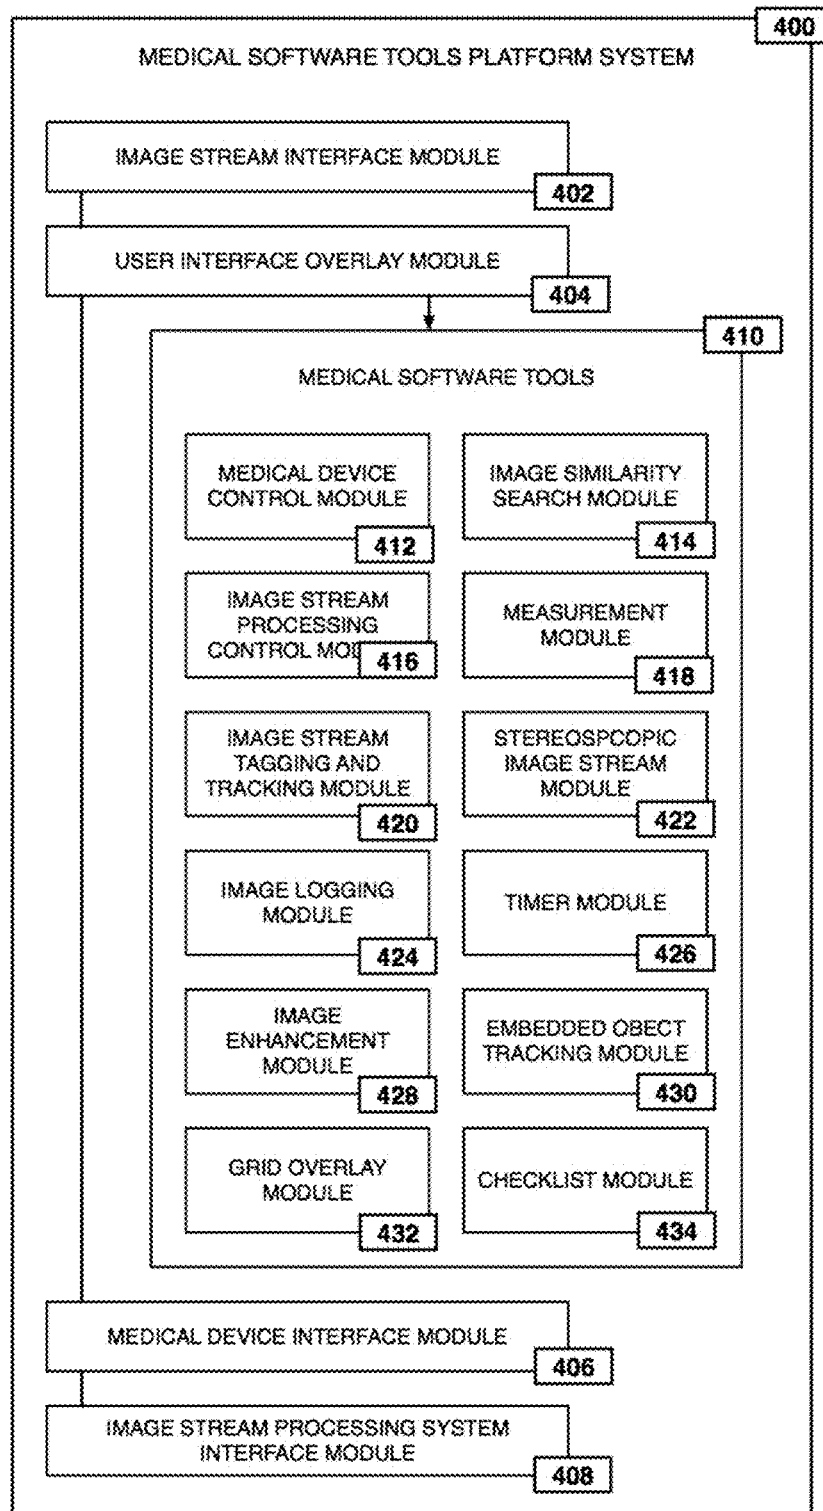 400
MEDICAL SOFTWARE TOOLS PLATFORM SYSTEM
IMAGE STREAM INTERFACE MODULE
402
USER INTERFACE OVERLAY MODULE
404
410
MEDICAL SOFTWARE TOOLS
MEDICAL DEVICE
CONTROL MODULE
412
IMAGE SIMILARITY
SEARCH MODULE
414
IMAGE STREAM
PROCESSING
CONTROL
416
MEASUREMENT
MODULE
418
IMAGE STREAM
TAGGING AND
TRACKING MODULE
420
STEREOSPCOPIC
IMAGE STREAM
MODULE
422
IMAGE LOGGING
MODULE
424
TIMER MODULE
426
IMAGE
ENHANCEMENT
MODULE
428
EMBEDDED OBECT
TRACKING MODULE
430
GRID OVERLAY
MODULE
432
CHECKLIST MODULE
434
MEDICAL DEVICE INTERFACE MODULE
406
IMAGE STREAM PROCESSING SYSTEM
INTERFACE MODULE
408